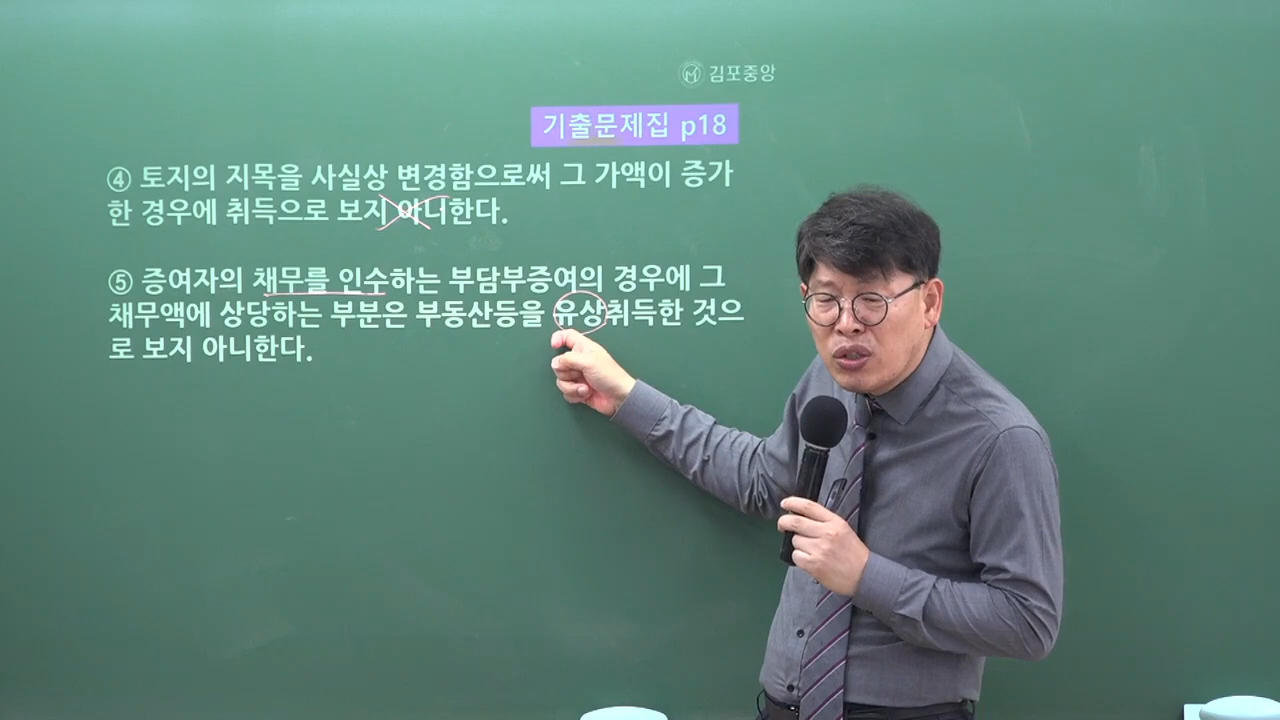 김포중앙
기출문제집 p18
④ 토지의 지목을 사실상 변경함으로써 그 가액이 증가
한 경우에 취득으로 보지 아니한다.
⑤ 증여자의 채무를 인수하는 부담부증여의 경우에 그
채무액에 상당하는 부분은 부동산등을 유상취득한 것으
로 보지 아니한다.